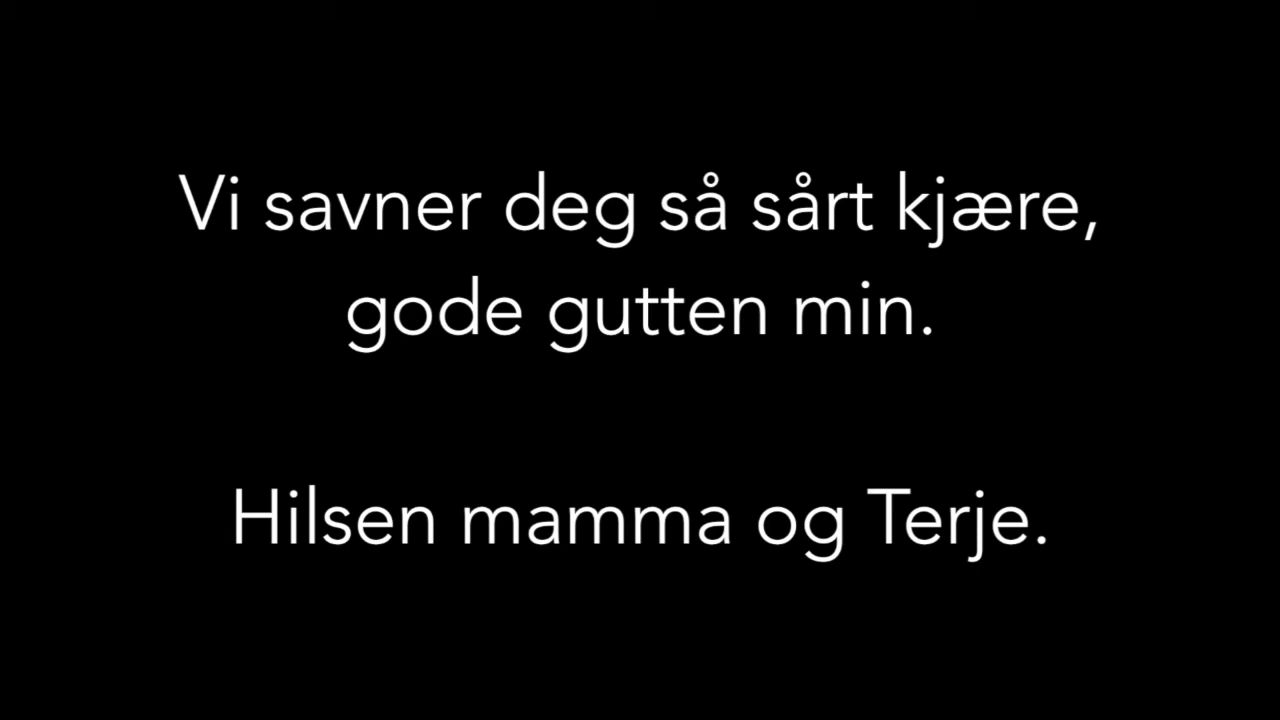 Vi savner deg så sårt kjære,
gode gutten min.
Hilsen mamma og Terje.